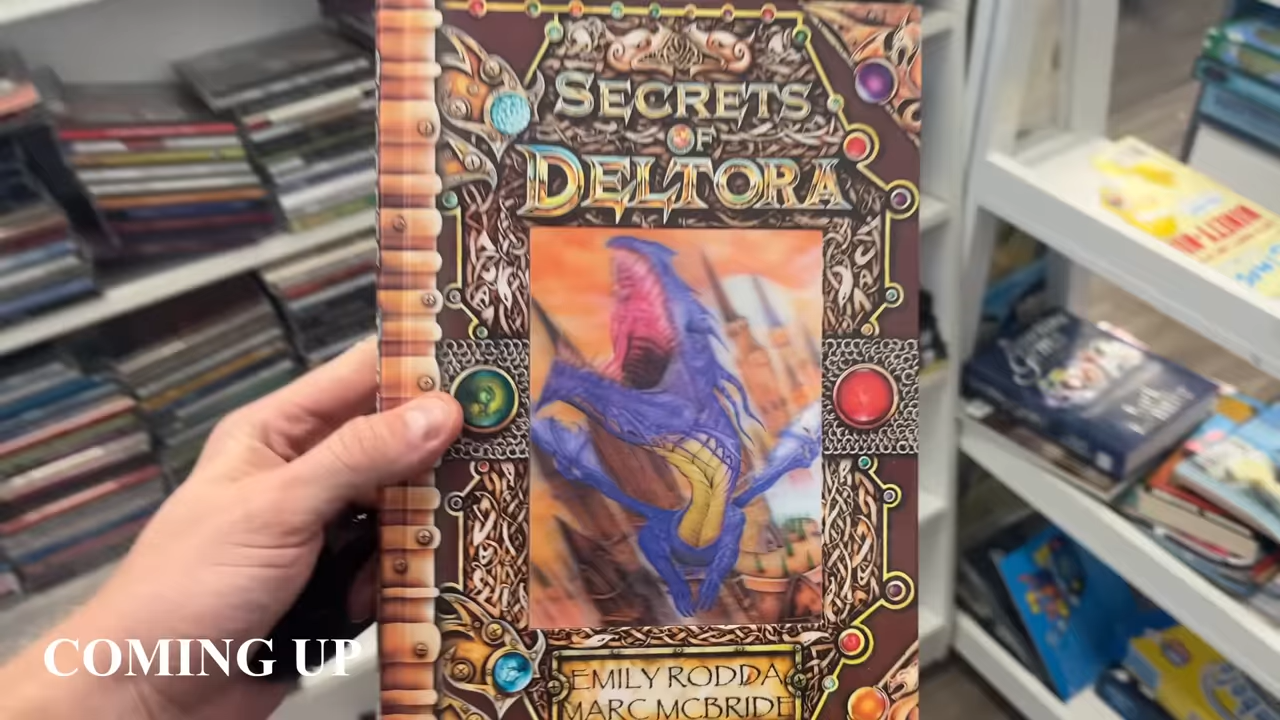 SECRETS
OF
DELTORA
EMILY RODDA
MARC MCBRIDE
COMING UP